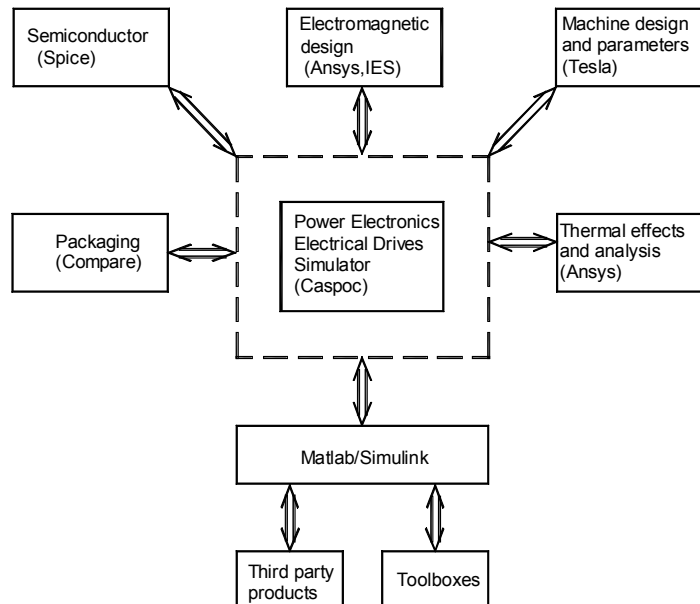 Semiconductor
(Spice)
Electromagnetic
design
(Ansys,IES)
Machine design
and parameters
(Tesla)
Packaging
(Compare)
Power Electronics
Electrical Drives
Simulator
(Caspoc)
Thermal effects
and analysis
(Ansys)
Matlab/Simulink
Third party
products
Toolboxes